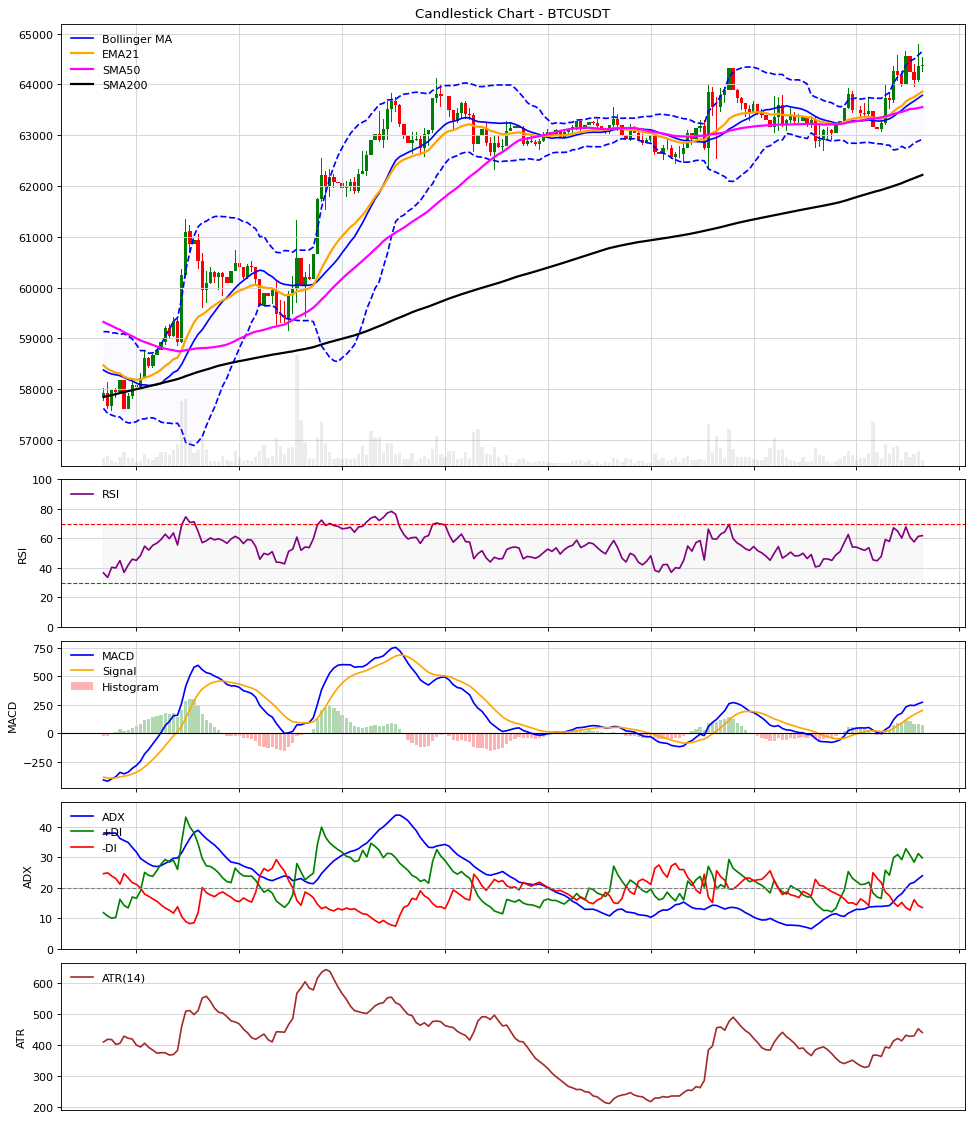 Candlestick Chart - BTCUSDT
65000
64000
63000
62000
61000
60000
59000
58000
57000
Bollinger MA
EMA21
SMA50
SMA200
100
80
60
40
20
0
RSI
RSI
750
500
250
0
−250
MACD
MACD
Signal
Histogram
40
30
20
10
0
ADX
ADX
+DI
-DI
600
500
400
300
200
ATR
ATR(14)